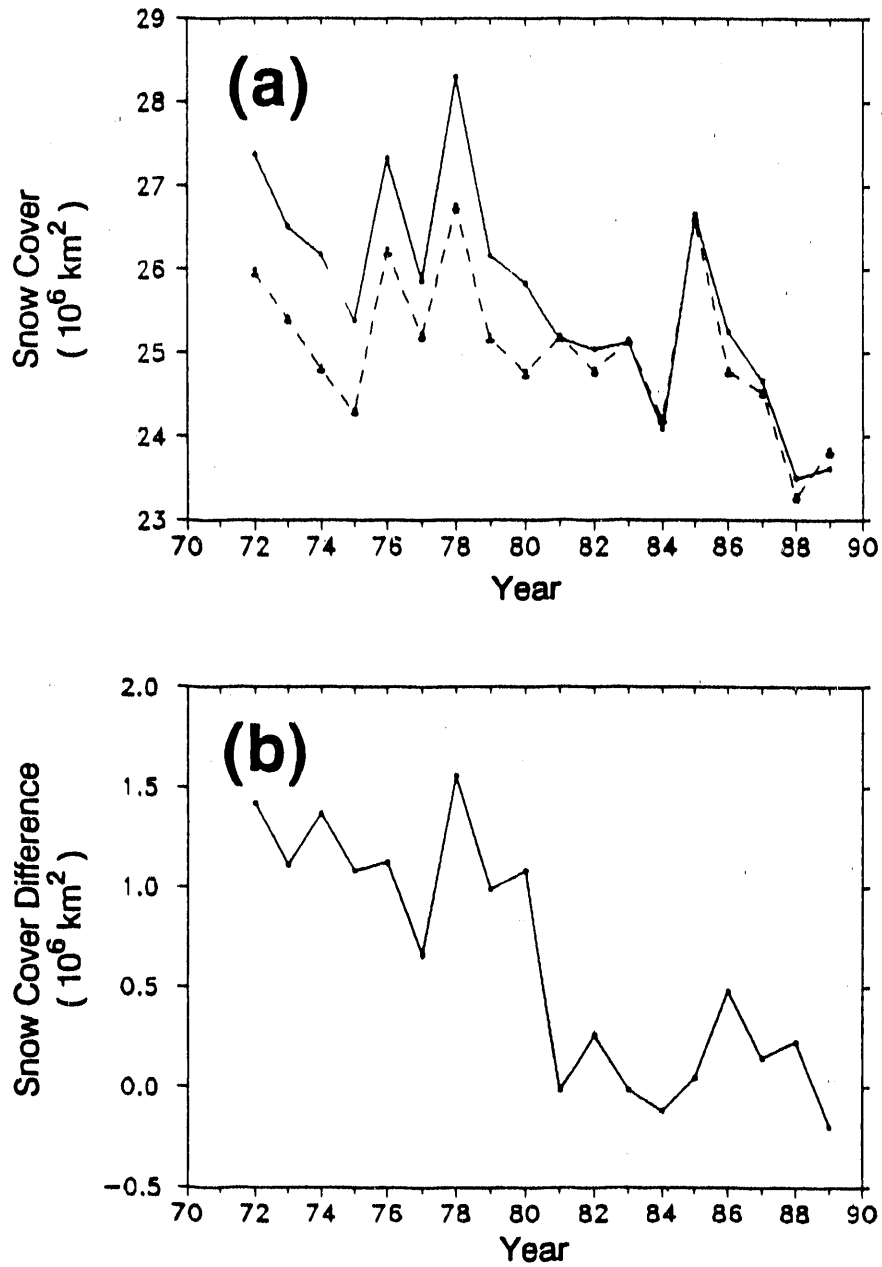 (a)
Snow Cover
( 10⁶ km²)
29
28
27
26
25
24
23
70 72 74 76 78 80 82 84 86 88 90
Year
(b)
Snow Cover Difference
( 10⁶ km²)
2.0
1.5
1.0
0.5
0.0
−0.5
70 72 74 76 78 80 82 84 86 88 90
Year